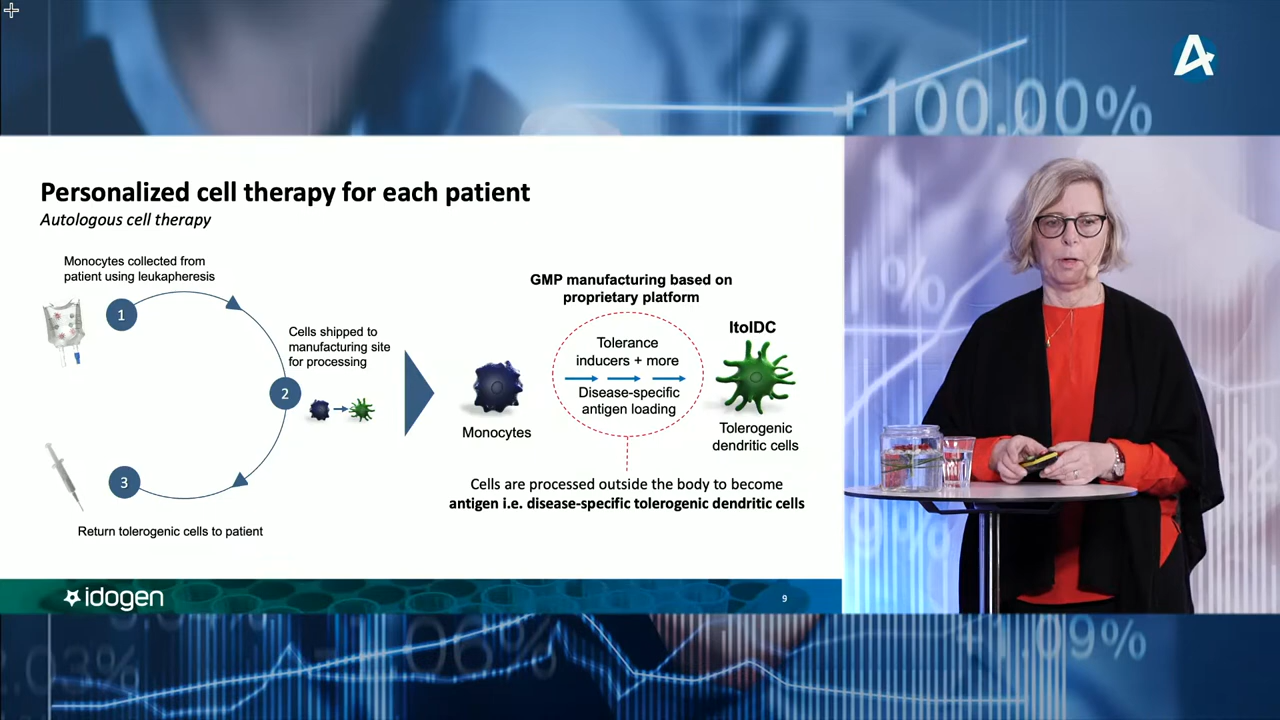 +100.00%
Personalized cell therapy for each patient
Autologous cell therapy
Monocytes collected from
patient using leukapheresis
1
Cells shipped to
manufacturing site
for processing
2
3
Return tolerogenic cells to patient
GMP manufacturing based on
proprietary platform
Tolerance
inducers + more
Disease-specific
antigen loading
Monocytes
ItolDC
Tolerogenic
dendritic cells
Cells are processed outside the body to become
antigen i.e. disease-specific tolerogenic dendritic cells
idogen
9